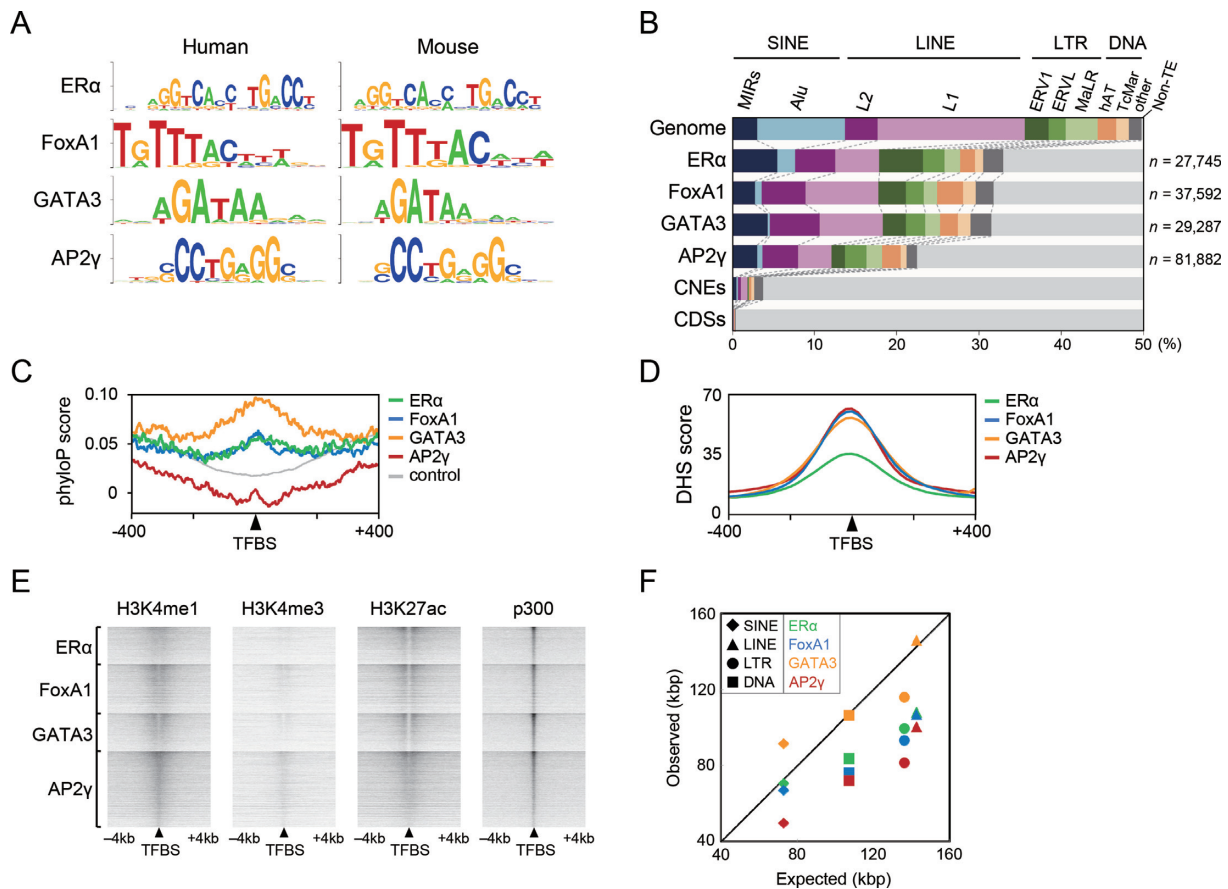 A
Human Mouse
ERα
FoxA1
GATA3
AP2γ
B
SINE LINE LTR DNA
MIRs Alu L2 L1 ERV1 ERVL MaLR hAT TcMar other Non-TE
Genome
ERα n = 27,745
FoxA1 n = 37,592
GATA3 n = 29,287
AP2γ n = 81,882
CNEs
CDSs
0 10 20 30 40 50 (%)
C
phyloP score
0.10
0.05
0
-400 +400
TFBS
ERα
FoxA1
GATA3
AP2γ
control
D
DHS score
70
35
0
-400 +400
TFBS
ERα
FoxA1
GATA3
AP2γ
E
H3K4me1 H3K4me3 H3K27ac p300
ERα
FoxA1
GATA3
AP2γ
–4kb +4kb –4kb +4kb –4kb +4kb –4kb +4kb
TFBS TFBS TFBS TFBS
F
Observed (kbp)
160
120
80
40
SINE ERα
LINE FoxA1
LTR GATA3
DNA AP2γ
40 80 120 160
Expected (kbp)